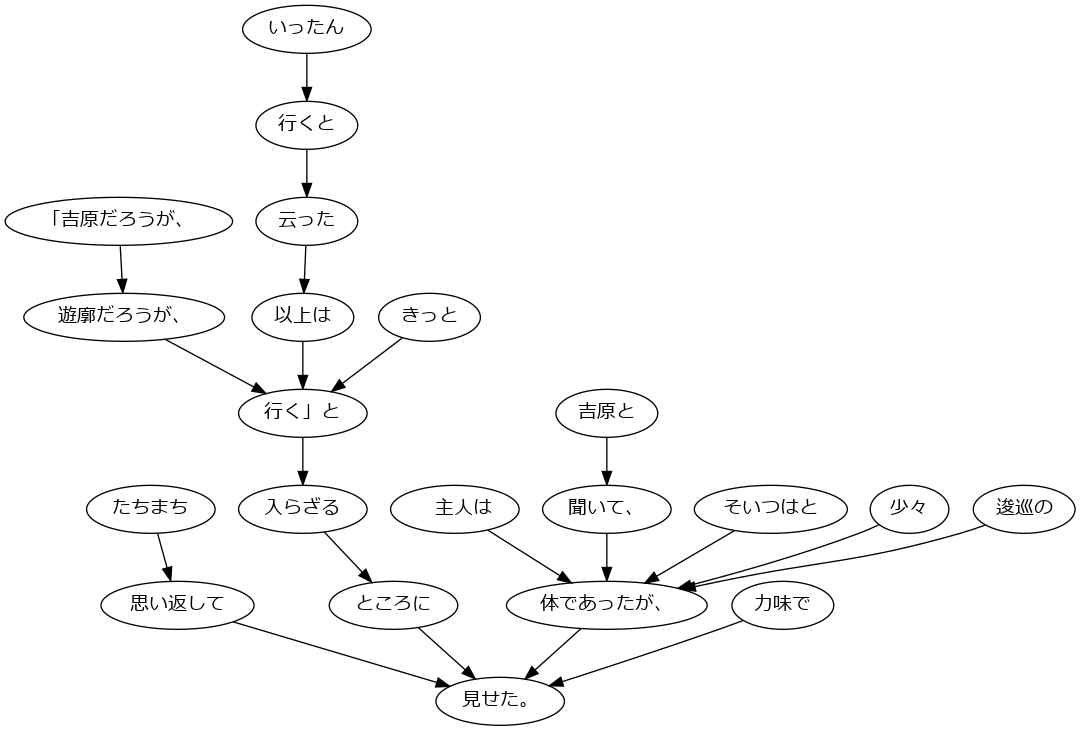 いったん
行くと
「吉原だろうが、
云った
遊廓だろうが、
以上は
きっと
行く」と
吉原と
たちまち
入らざる
主人は
聞いて、
そいつはと
少々
逡巡の
思い返して
ところに
体であったが、
力味で
見せた。